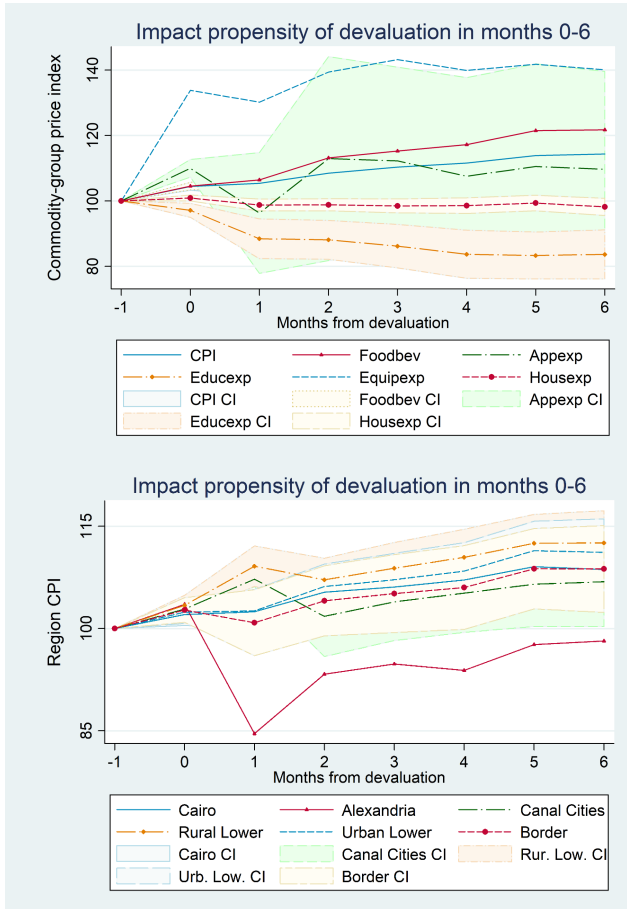 Impact propensity of devaluation in months 0-6
Commodity-group price index
140
120
100
80
-1 0 1 2 3 4 5 6
Months from devaluation
CPI Foodbev Appexp
Educexp Equipexp Housexp
CPI CI Foodbev CI Appexp CI
Educexp CI Housexp CI
Impact propensity of devaluation in months 0-6
Region CPI
115
100
85
-1 0 1 2 3 4 5 6
Months from devaluation
Cairo Alexandria Canal Cities
Rural Lower Urban Lower Border
Cairo CI Canal Cities CI Rur. Low. CI
Urb. Low. CI Border CI